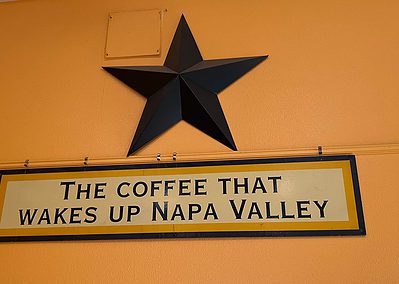 THE COFFEE THAT
WAKES UP NAPA VALLEY